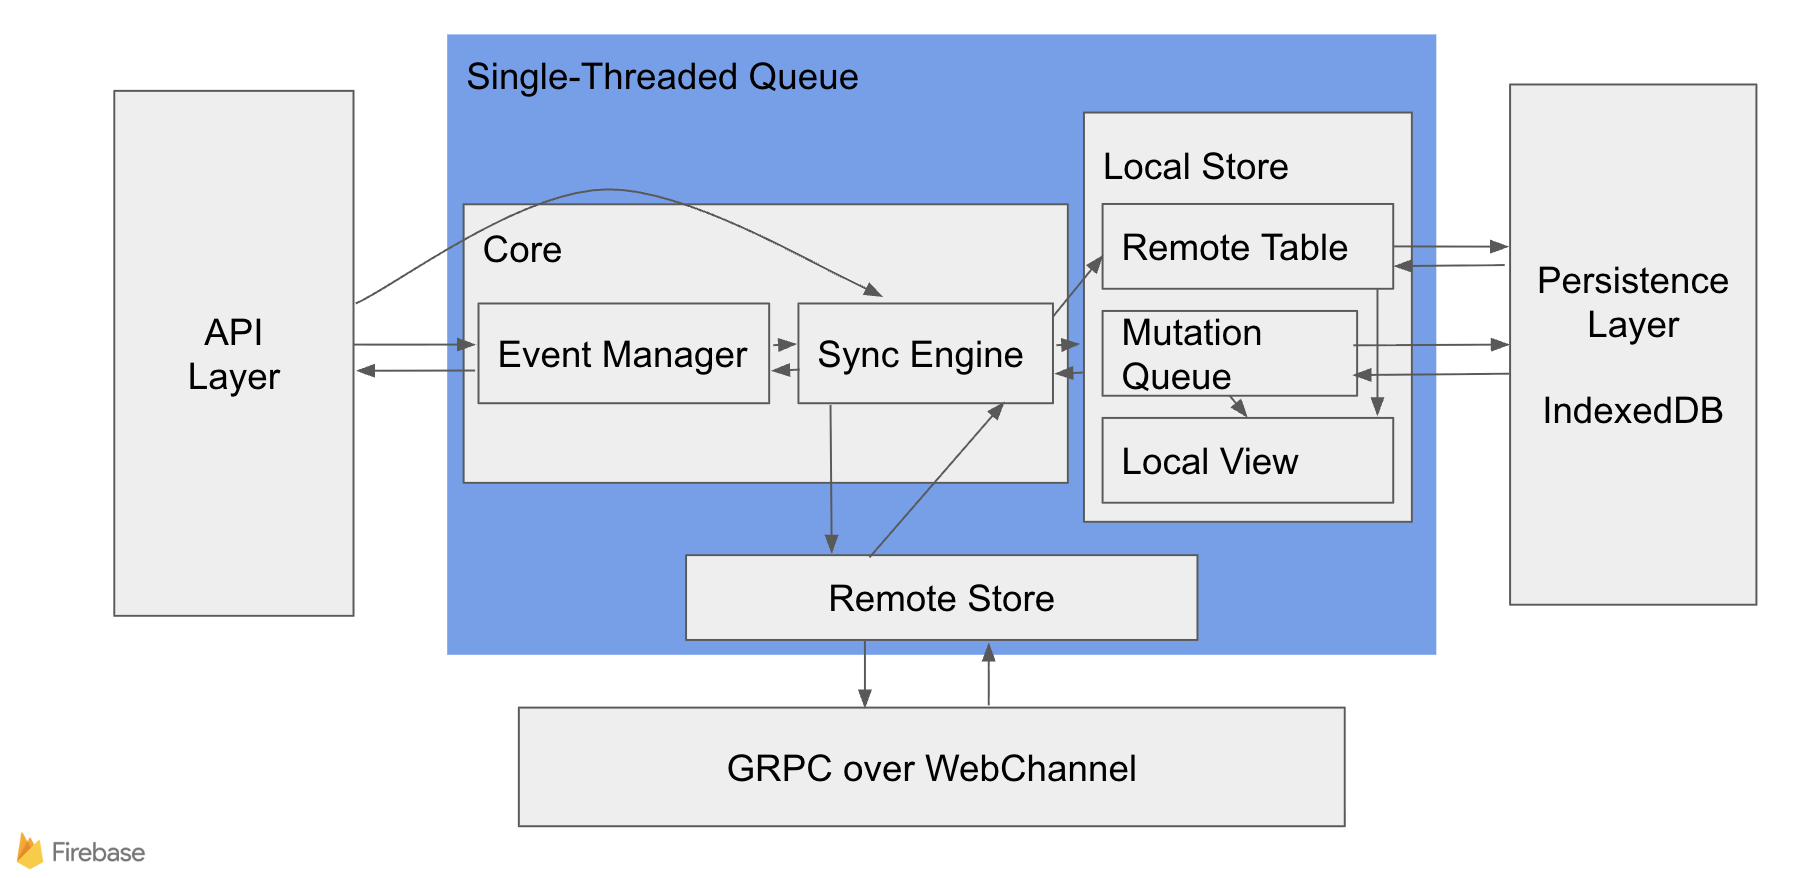 Single-Threaded Queue
API
Layer
Core
Event Manager
Sync Engine
Local Store
Remote Table
Mutation
Queue
Local View
Persistence
Layer
IndexedDB
Remote Store
GRPC over WebChannel
Firebase